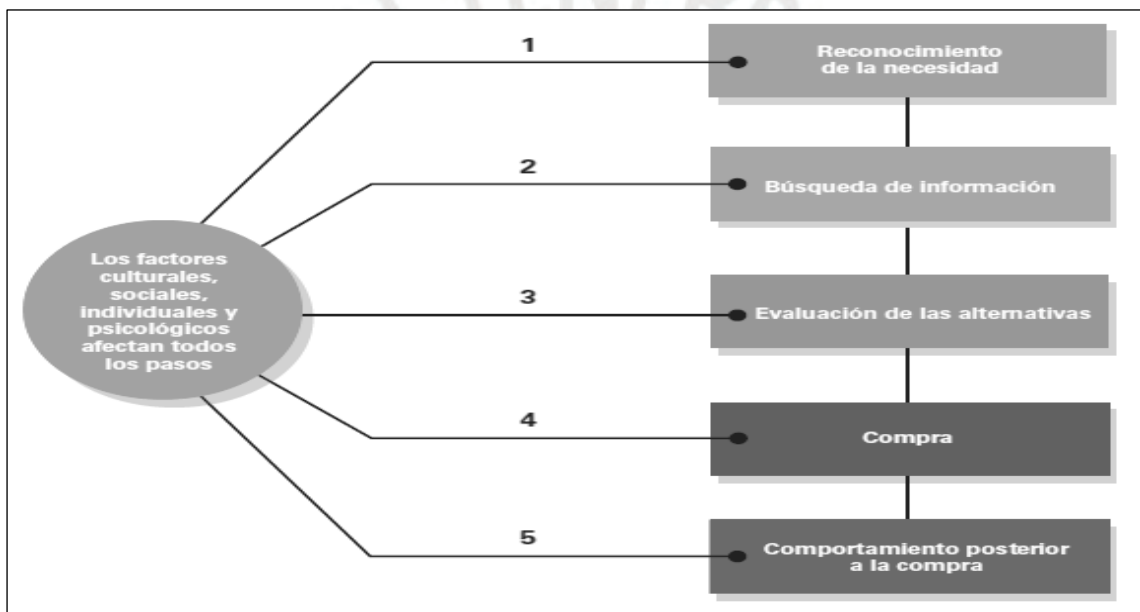 1
Reconocimiento
de la necesidad
2
Búsqueda de información
Los factores
culturales,
sociales,
individuales y
psicológicos
afectan todos
los pasos
3
Evaluación de las alternativas
4
Compra
5
Comportamiento posterior
a la compra